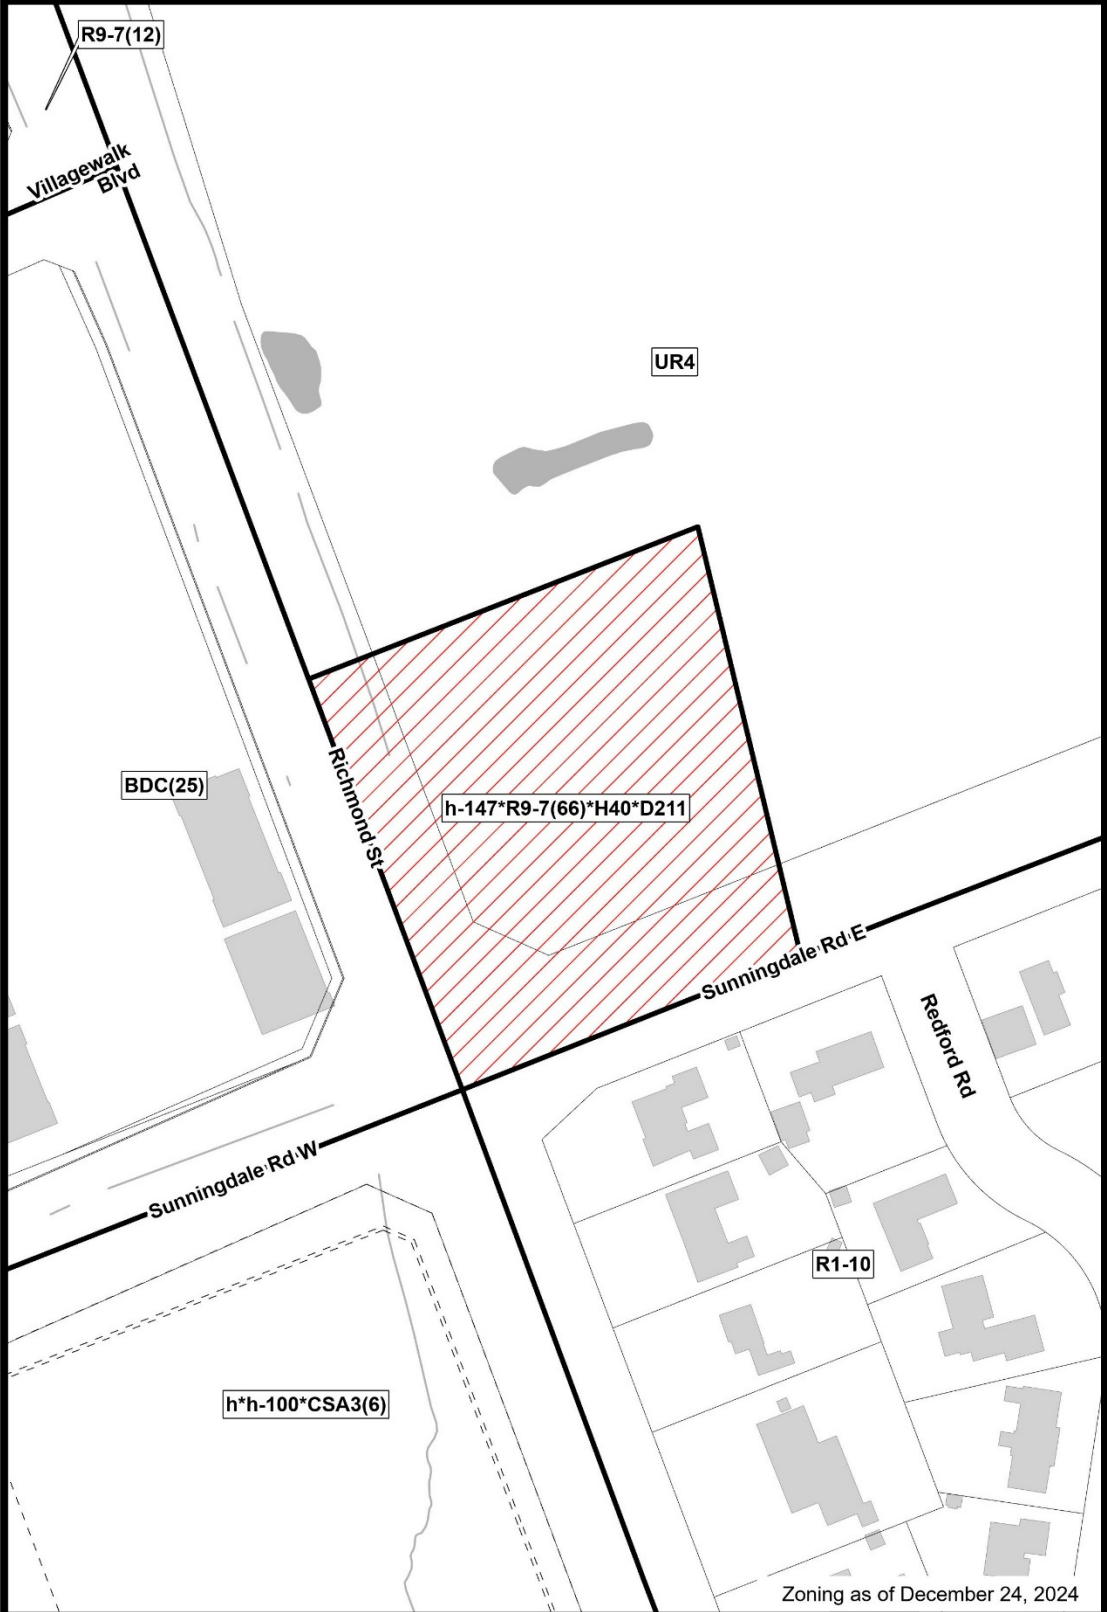 R9-7(12)
Villagewalk
Blvd
UR4
BDC(25)
Richmond St
h-147*R9-7(66)*H40*D211
Sunningdale Rd E
Redford Rd
Sunningdale Rd W
R1-10
h*h-100*CSA3(6)
Zoning as of December 24, 2024